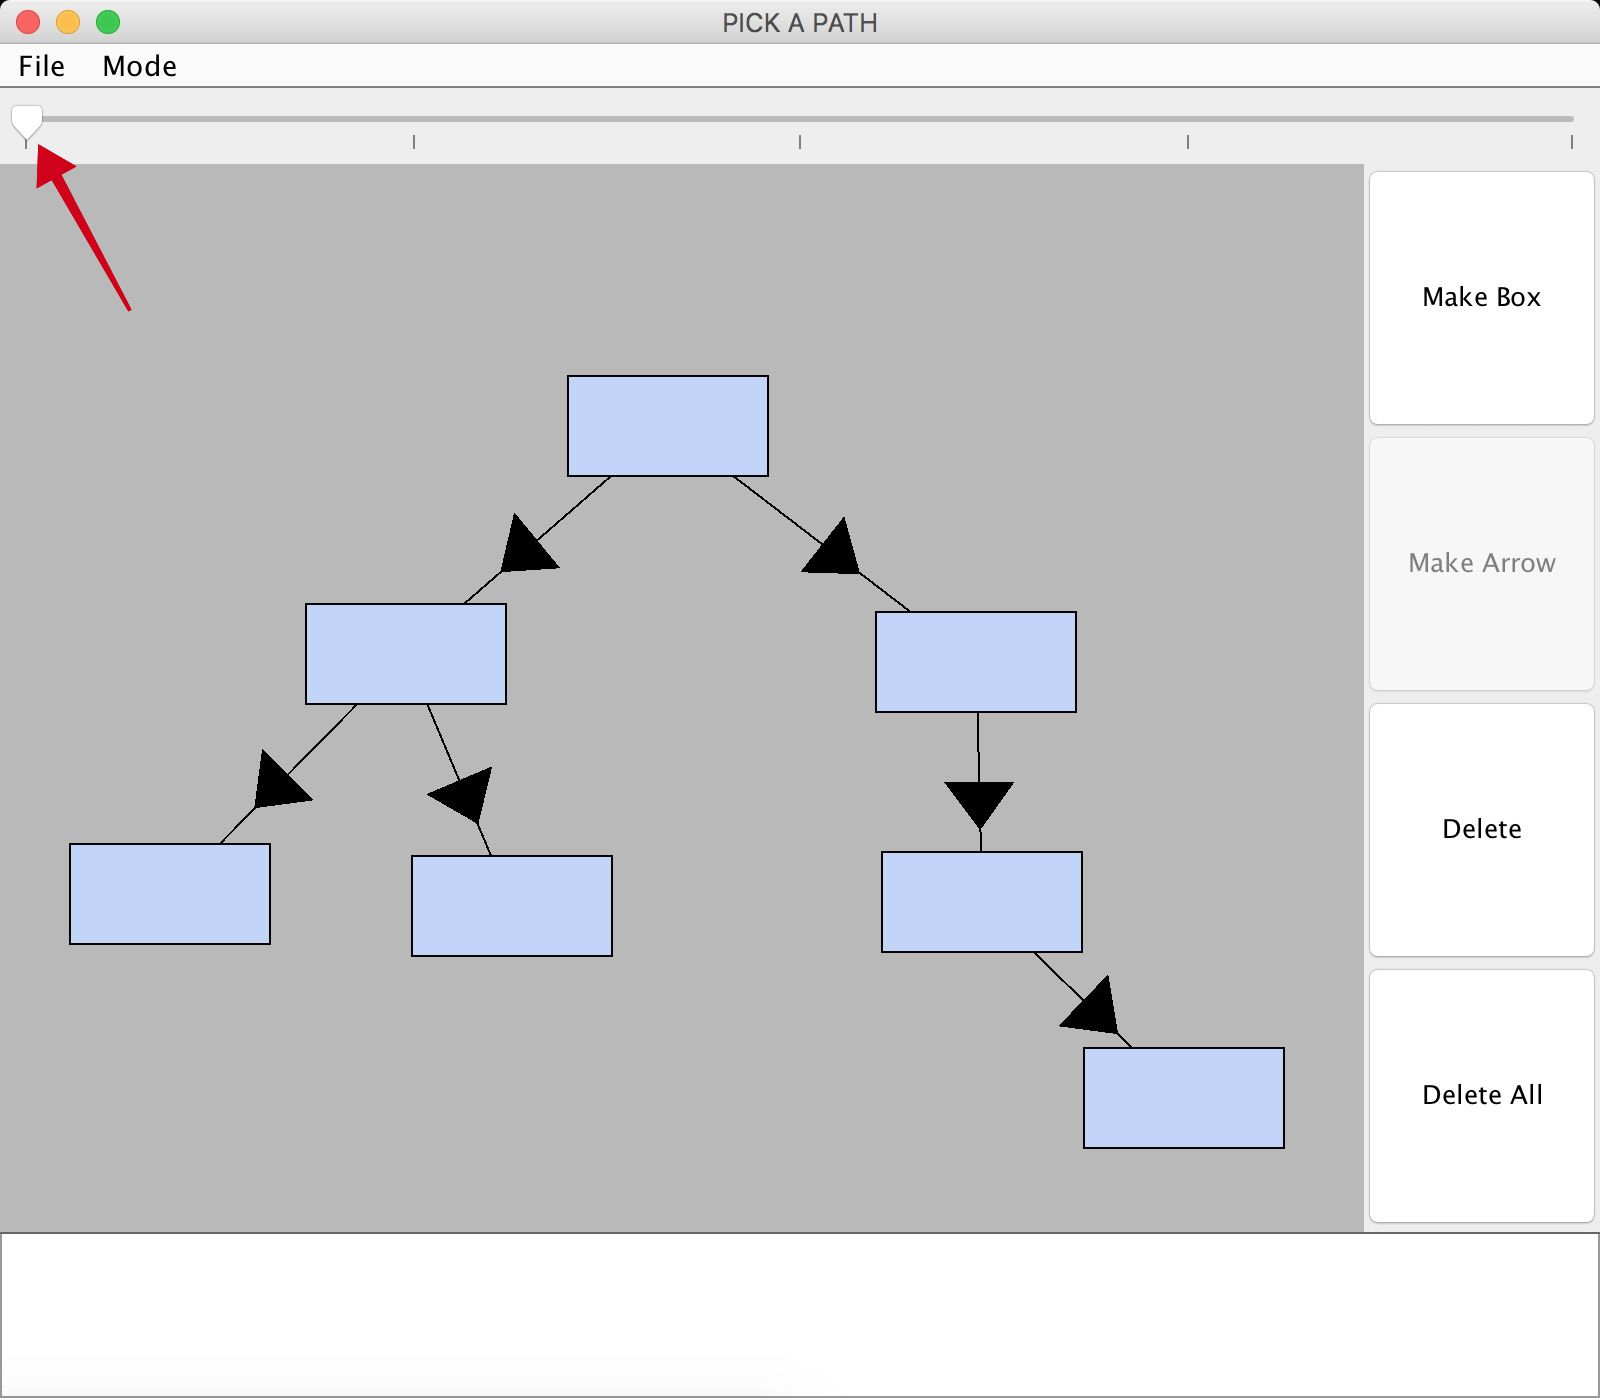 PICK A PATH
File Mode
Make Box
Make Arrow
Delete
Delete All